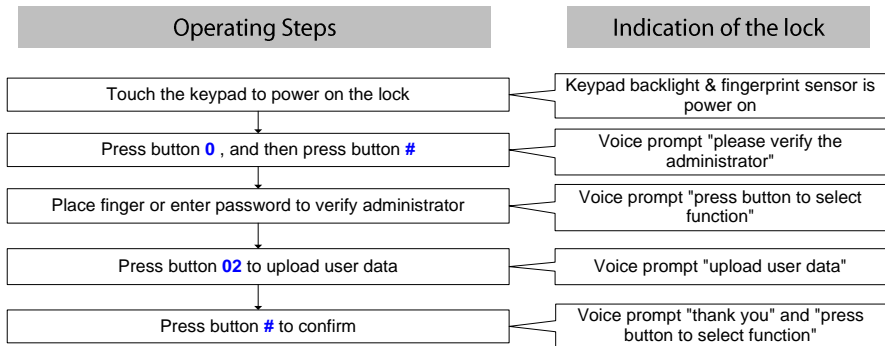 Operating Steps
Indication of the lock
Touch the keypad to power on the lock
Keypad backlight & fingerprint sensor is
power on
Press button 0 , and then press button #
Voice prompt "please verify the
administrator"
Place finger or enter password to verify administrator
Voice prompt "press button to select
function"
Press button 02 to upload user data
Voice prompt "upload user data"
Press button # to confirm
Voice prompt "thank you" and "press
button to select function"